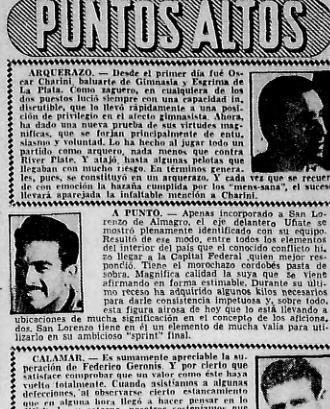 PUNTOS ALTOS
ARQUERAZO. — Desde el primer día fué Os-
car Charini, baluarte de Gimnasia y Esgrima de
La Plata. Como zaguero, en cualquiera de los
dos puestos lució siempre con una capacidad in-
discutible, que lo llevó rápidamente a una posi-
ción de privilegio en el afecto gimnasista. Ahora,
ha dado una nueva prueba de sus virtudes mag-
níficas, que se forjan principalmente de entu-
siasmo y voluntad. Lo ha hecho al jugar todo un
partido como arquero, nada menos que contra
River Plate. Y atajó, hasta algunas pelotas que
llegaban con mucho riesgo. En términos genera-
les, pues, se constituyó en un arquerazo. Y cada vez que se recuer
de con emoción la hazaña cumplida por los "mens-sana", el suces
llevará aparejada la infaltable mención a Charini.
A PUNTO. — Apenas incorporado a San Lo-
renzo de Almagro, el eje delantero Uñate se
mostró plenamente identificado con su equipo.
Resultó de ese modo, entre todos los elementos
del interior del país que el conocido conflicto hi-
zo llegar a la Capital Federal, quien mejor res-
pondió. Tiene el morochazo cordobés pasta de
sobra. Magnífica calidad la suya que se viene
afirmando en forma estimable. Durante su últi-
mo receso ha adquirido algunos kilos necesarios
para darle consistencia impetuosa y, sobre todo,
esta figura airosa de hoy que lo está llevando a
ubicaciones de mucha significación en el concepto de los aficiona-
dos. San Lorenzo tiene en él un elemento de mucha valía para uti-
lizarlo en su ambicioso "sprint" final.
CALAMAR. — Es sumamente apreciable la su-
peración de Federico Geronis. Y por cierto que
satisface comprobar que un valor como éste haya
vuelto totalmente. Cuando asistíamos a algunas
defecciones, al observarse cierto estancamiento
que en alguna hora llegó a hacer pensar en lo